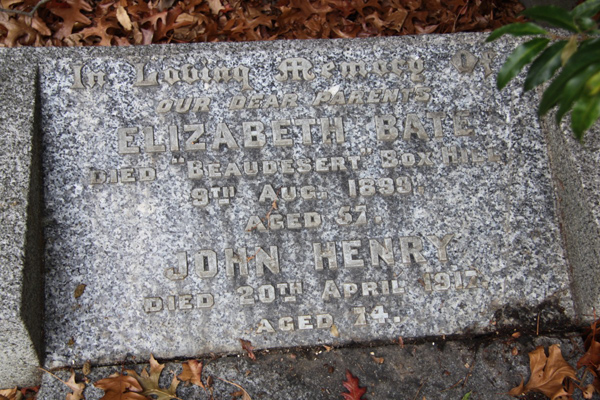 In Loving Memory Of
OUR DEAR PARENTS
ELIZABETH BATE
DIED "BEAUDESERT" BOX HILL
9TH AUG. 1899.
AGED 57.
JOHN HENRY
DIED 20TH APRIL 1917.
AGED 74.